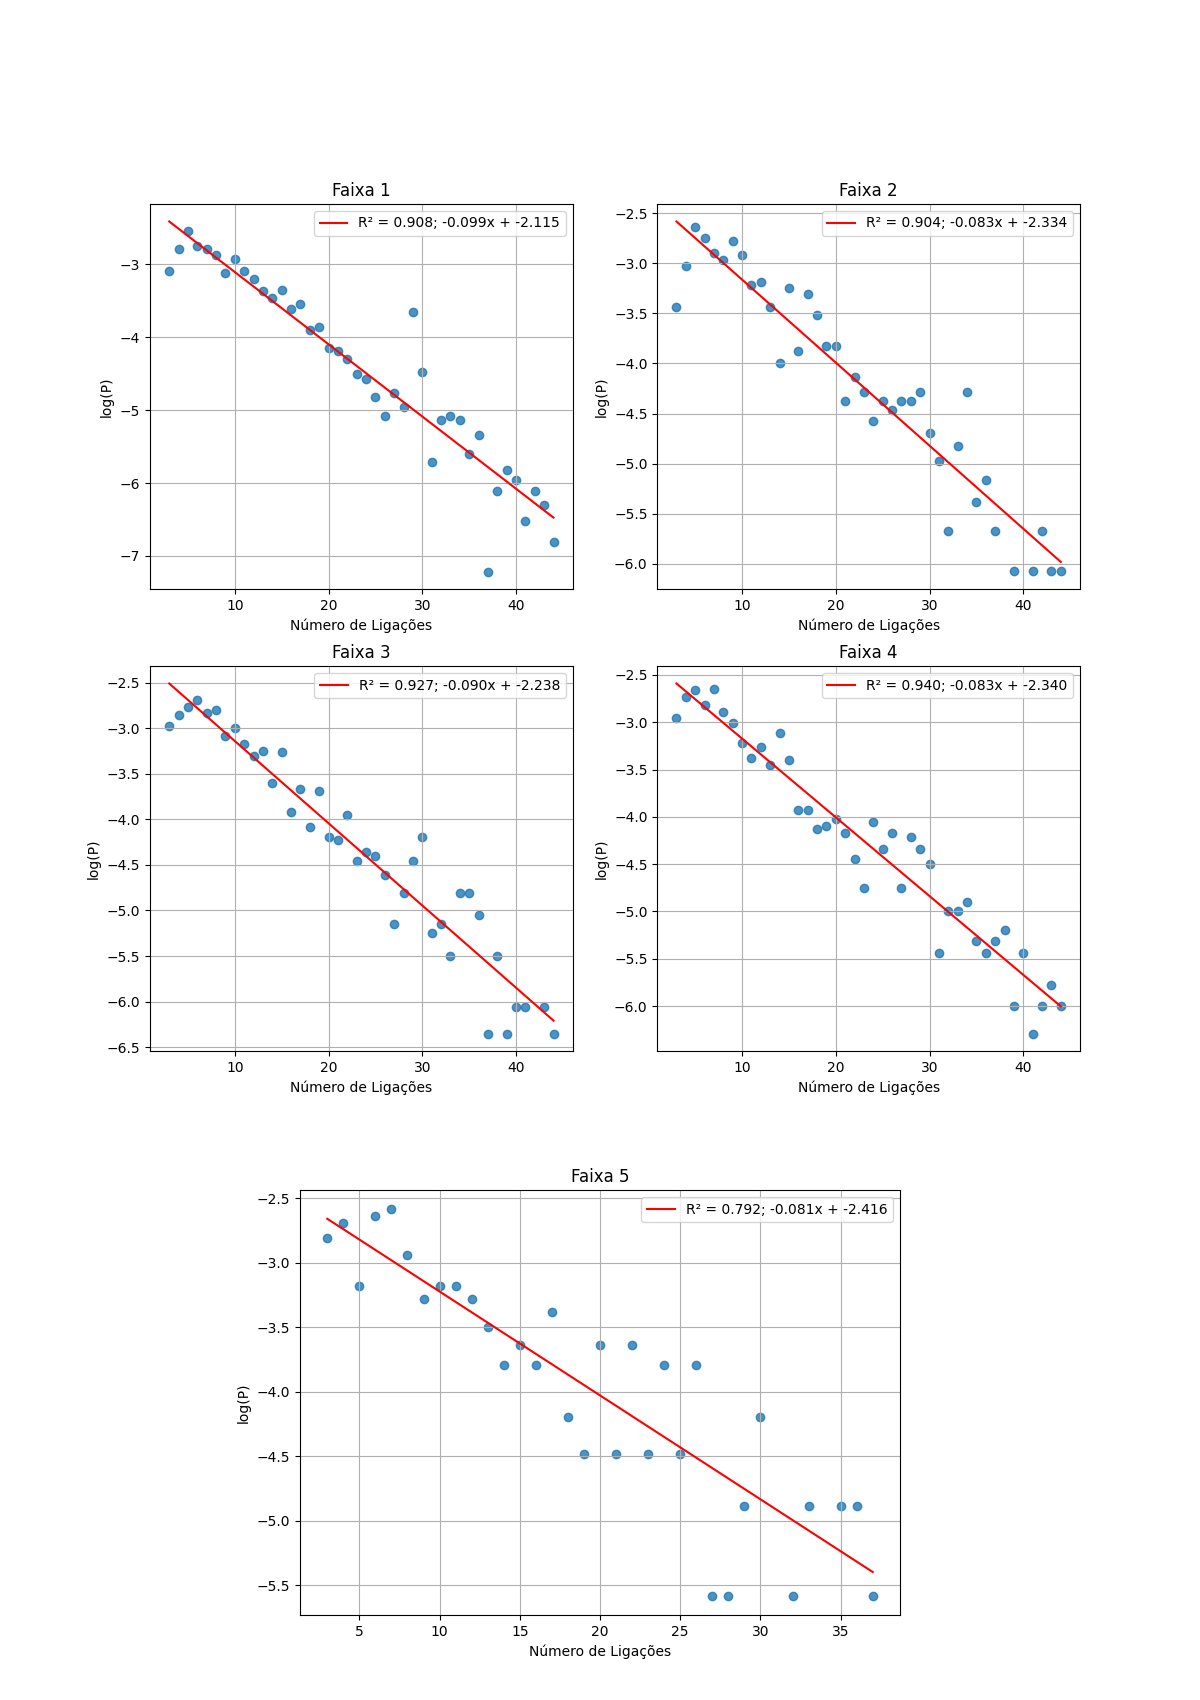 Faixa 1
R² = 0.908; -0.099x + -2.115
−3
−4
−5
−6
−7
log(P)
10 20 30 40
Número de Ligações
Faixa 2
R² = 0.904; -0.083x + -2.334
−2.5
−3.0
−3.5
−4.0
−4.5
−5.0
−5.5
−6.0
log(P)
10 20 30 40
Número de Ligações
Faixa 3
R² = 0.927; -0.090x + -2.238
−2.5
−3.0
−3.5
−4.0
−4.5
−5.0
−5.5
−6.0
−6.5
log(P)
10 20 30 40
Número de Ligações
Faixa 4
R² = 0.940; -0.083x + -2.340
−2.5
−3.0
−3.5
−4.0
−4.5
−5.0
−5.5
−6.0
log(P)
10 20 30 40
Número de Ligações
Faixa 5
R² = 0.792; -0.081x + -2.416
−2.5
−3.0
−3.5
−4.0
−4.5
−5.0
−5.5
log(P)
5 10 15 20 25 30 35
Número de Ligações